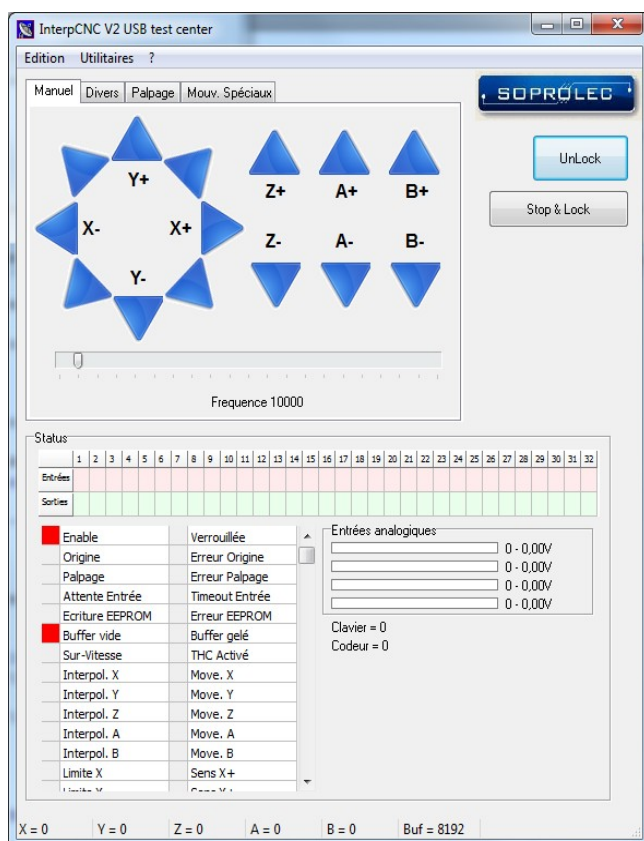 InterpCNC V2 USB test center
Edition Utilitaires ?
Manuel Divers Palpage Mouv. Spéciaux
SOPROLEC
UnLock
Stop & Lock
Y+
X- X+
Y-
Z+ A+ B+
Z- A- B-
Frequence 10000
Status
1 2 3 4 5 6 7 8 9 10 11 12 13 14 15 16 17 18 19 20 21 22 23 24 25 26 27 28 29 30 31 32
Entrées
Sorties
Enable Verrouillée
Origine Erreur Origine
Palpage Erreur Palpage
Attente Entrée Timeout Entrée
Ecriture EEPROM Erreur EEPROM
Buffer vide Buffer gelé
Sur-Vitesse THC Activé
Interpol. X Move. X
Interpol. Y Move. Y
Interpol. Z Move. Z
Interpol. A Move. A
Interpol. B Move. B
Limite X Sens X+
Entrées analogiques
0 - 0,00V
0 - 0,00V
0 - 0,00V
0 - 0,00V
Clavier = 0
Codeur = 0
X = 0 Y = 0 Z = 0 A = 0 B = 0 Buf = 8192